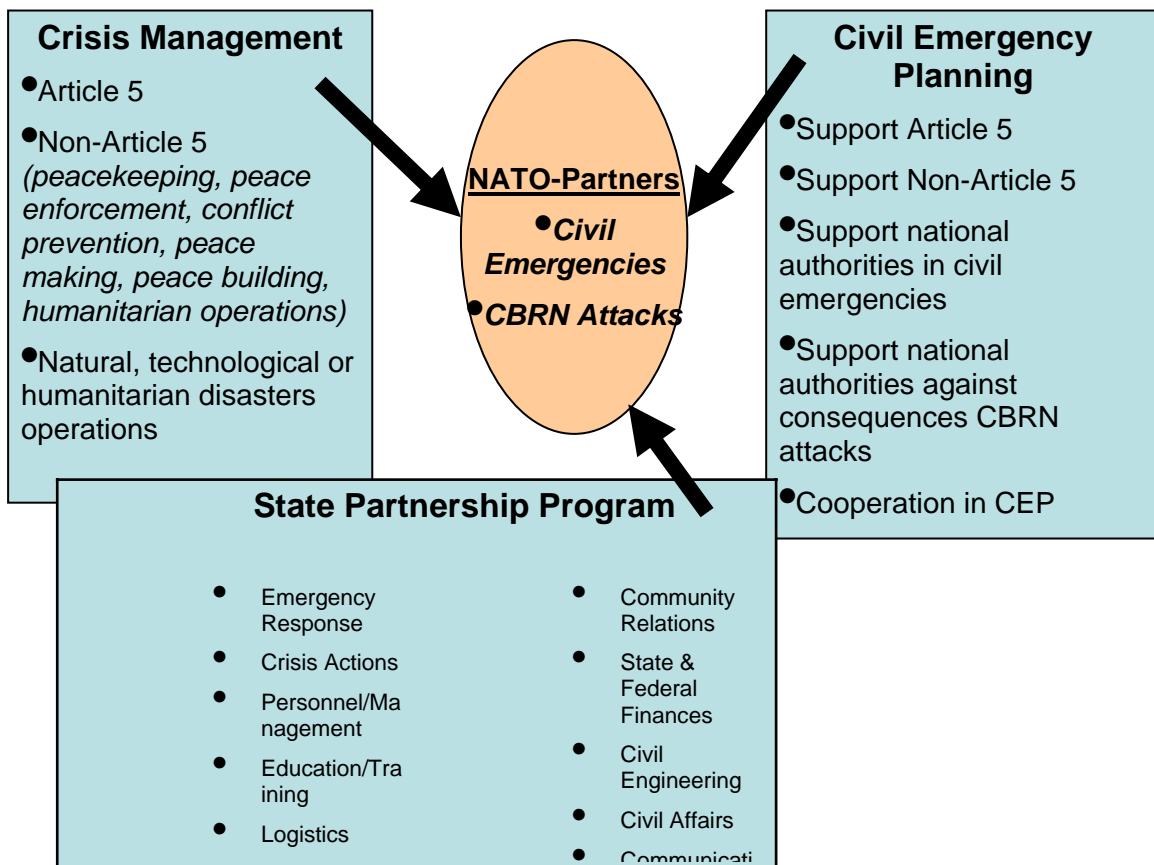 Crisis Management
●Article 5
●Non-Article 5
(peacekeeping, peace
enforcement, conflict
prevention, peace
making, peace building,
humanitarian operations)
●Natural, technological or
humanitarian disasters
operations
NATO-Partners
●Civil
Emergencies
●CBRN Attacks
Civil Emergency
Planning
●Support Article 5
●Support Non-Article 5
●Support national
authorities in civil
emergencies
●Support national
authorities against
consequences CBRN
attacks
●Cooperation in CEP
State Partnership Program
● Emergency
Response
● Crisis Actions
● Personnel/Ma
nagement
● Education/Tra
ining
● Logistics
● Community
Relations
● State &
Federal
Finances
● Civil
Engineering
● Civil Affairs
● Communicati